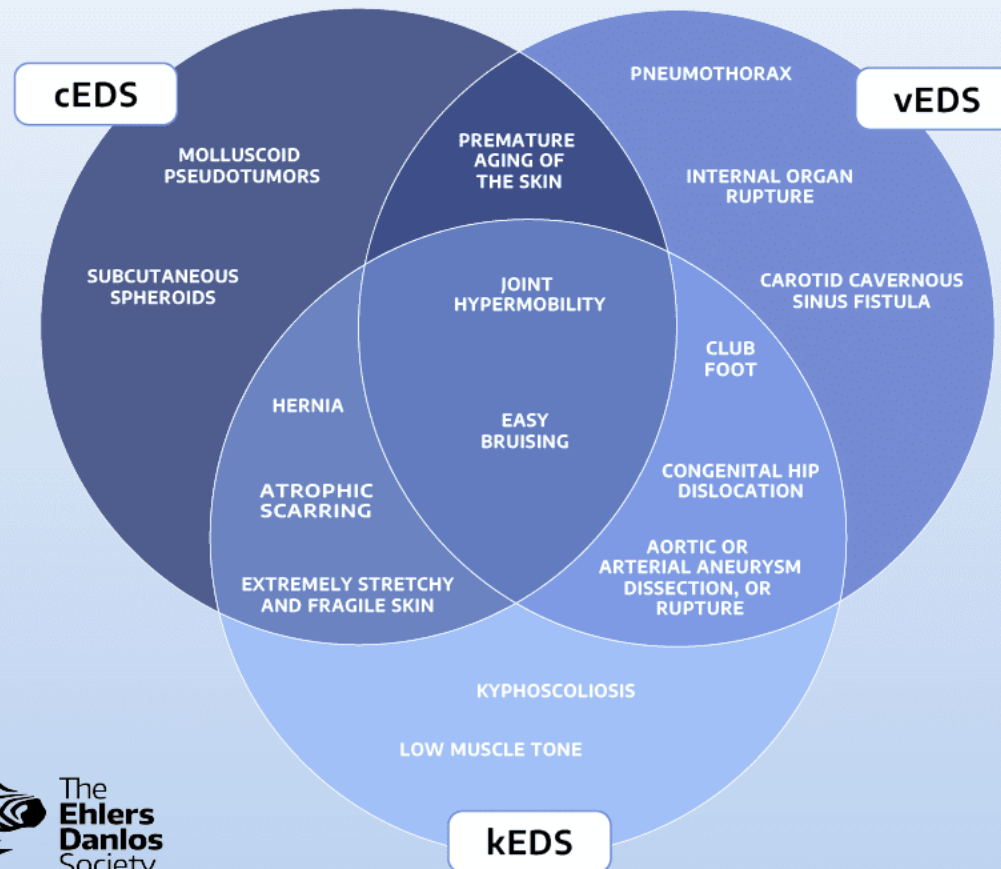 cEDS
vEDS
PNEUMOTHORAX
PREMATURE
AGING OF
THE SKIN
MOLLUSCOID
PSEUDOTUMORS
INTERNAL ORGAN
RUPTURE
SUBCUTANEOUS
SPHEROIDS
JOINT
HYPERMOBILITY
CAROTID CAVERNOUS
SINUS FISTULA
CLUB
FOOT
HERNIA
EASY
BRUISING
ATROPHIC
SCARRING
CONGENITAL HIP
DISLOCATION
EXTREMELY STRETCHY
AND FRAGILE SKIN
AORTIC OR
ARTERIAL ANEURYSM
DISSECTION, OR
RUPTURE
KYPHOSCOLIOSIS
LOW MUSCLE TONE
kEDS
The
Ehlers
Danlos
Society